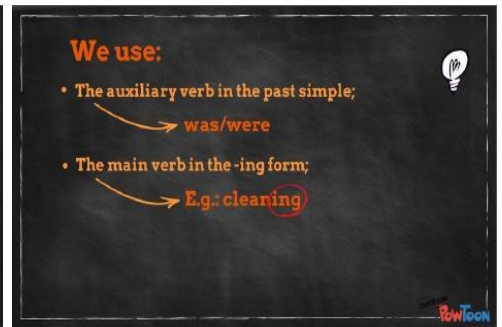 We use:
• The auxiliary verb in the past simple;
was/were
• The main verb in the -ing form;
E.g.: cleaning
POWTOON